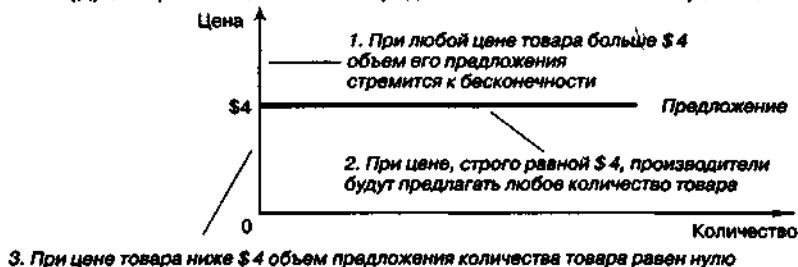 Цена
1. При любой цене товара больше $4
объем его предложения
стремится к бесконечности
$4
Предложение
2. При цене, строго равной $4, производители
будут предлагать любое количество товара
0
Количество
3. При цене товара ниже $4 объем предложения количества товара равен нулю